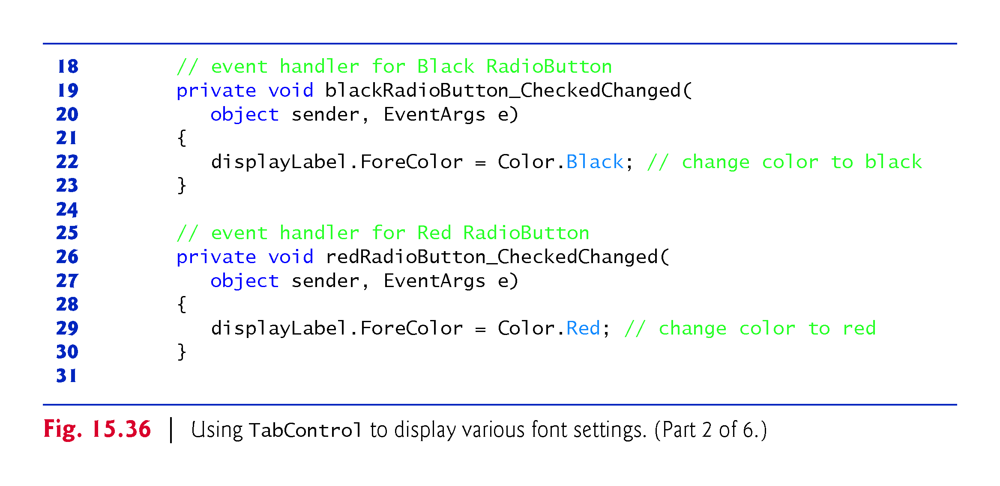 18 // event handler for Black RadioButton
19 private void blackRadioButton_CheckedChanged(
20 object sender, EventArgs e)
21 {
22 displayLabel.ForeColor = Color.Black; // change color to black
23 }
24
25 // event handler for Red RadioButton
26 private void redRadioButton_CheckedChanged(
27 object sender, EventArgs e)
28 {
29 displayLabel.ForeColor = Color.Red; // change color to red
30 }
31
Fig. 15.36 | Using TabControl to display various font settings. (Part 2 of 6.)